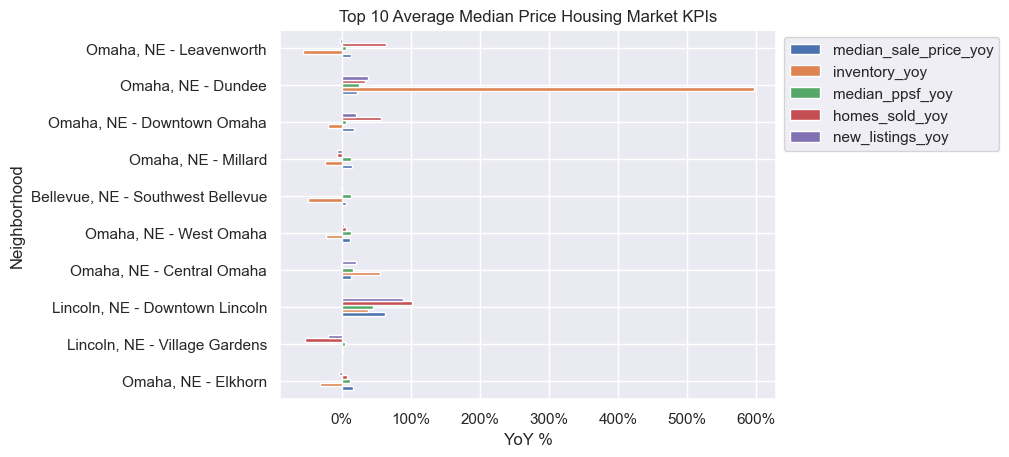 Top 10 Average Median Price Housing Market KPIs
Neighborhood
Omaha, NE - Leavenworth
Omaha, NE - Dundee
Omaha, NE - Downtown Omaha
Omaha, NE - Millard
Bellevue, NE - Southwest Bellevue
Omaha, NE - West Omaha
Omaha, NE - Central Omaha
Lincoln, NE - Downtown Lincoln
Lincoln, NE - Village Gardens
Omaha, NE - Elkhorn
0% 100% 200% 300% 400% 500% 600%
YoY %
median_sale_price_yoy
inventory_yoy
median_ppsf_yoy
homes_sold_yoy
new_listings_yoy